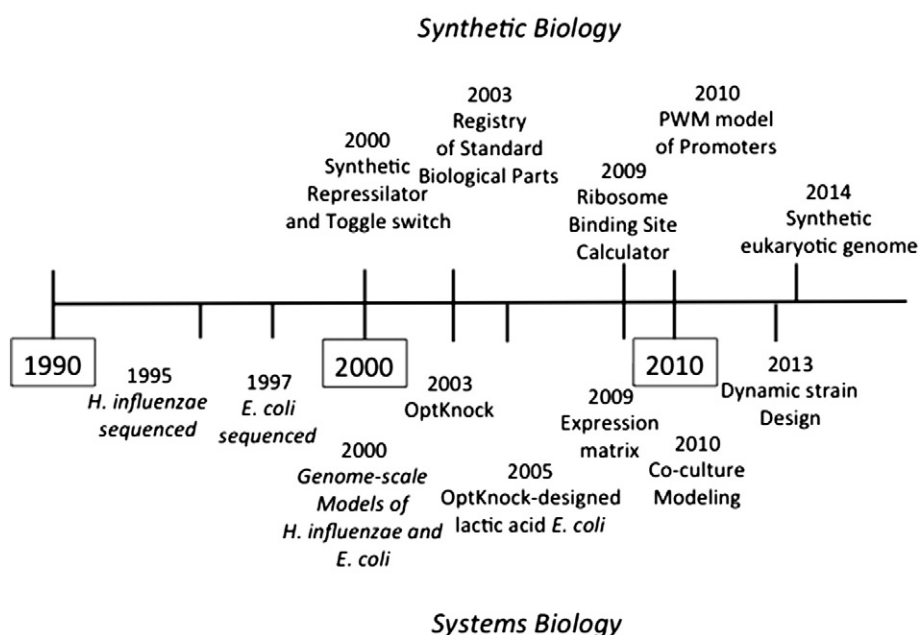 Synthetic Biology
2000
Synthetic
Repressilator
and Toggle switch
2003
Registry
of Standard
Biological Parts
2009
Ribosome
Binding Site
Calculator
2010
PWM model
of Promoters
2014
Synthetic
eukaryotic genome
1990
2000
2010
1995
H. influenzae
sequenced
1997
E. coli
sequenced
2000
Genome-scale
Models of
H. influenzae and
E. coli
2003
OptKnock
2005
OptKnock-designed
lactic acid E. coli
2009
Expression
matrix
2010
Co-culture
Modeling
2013
Dynamic strain
Design
Systems Biology